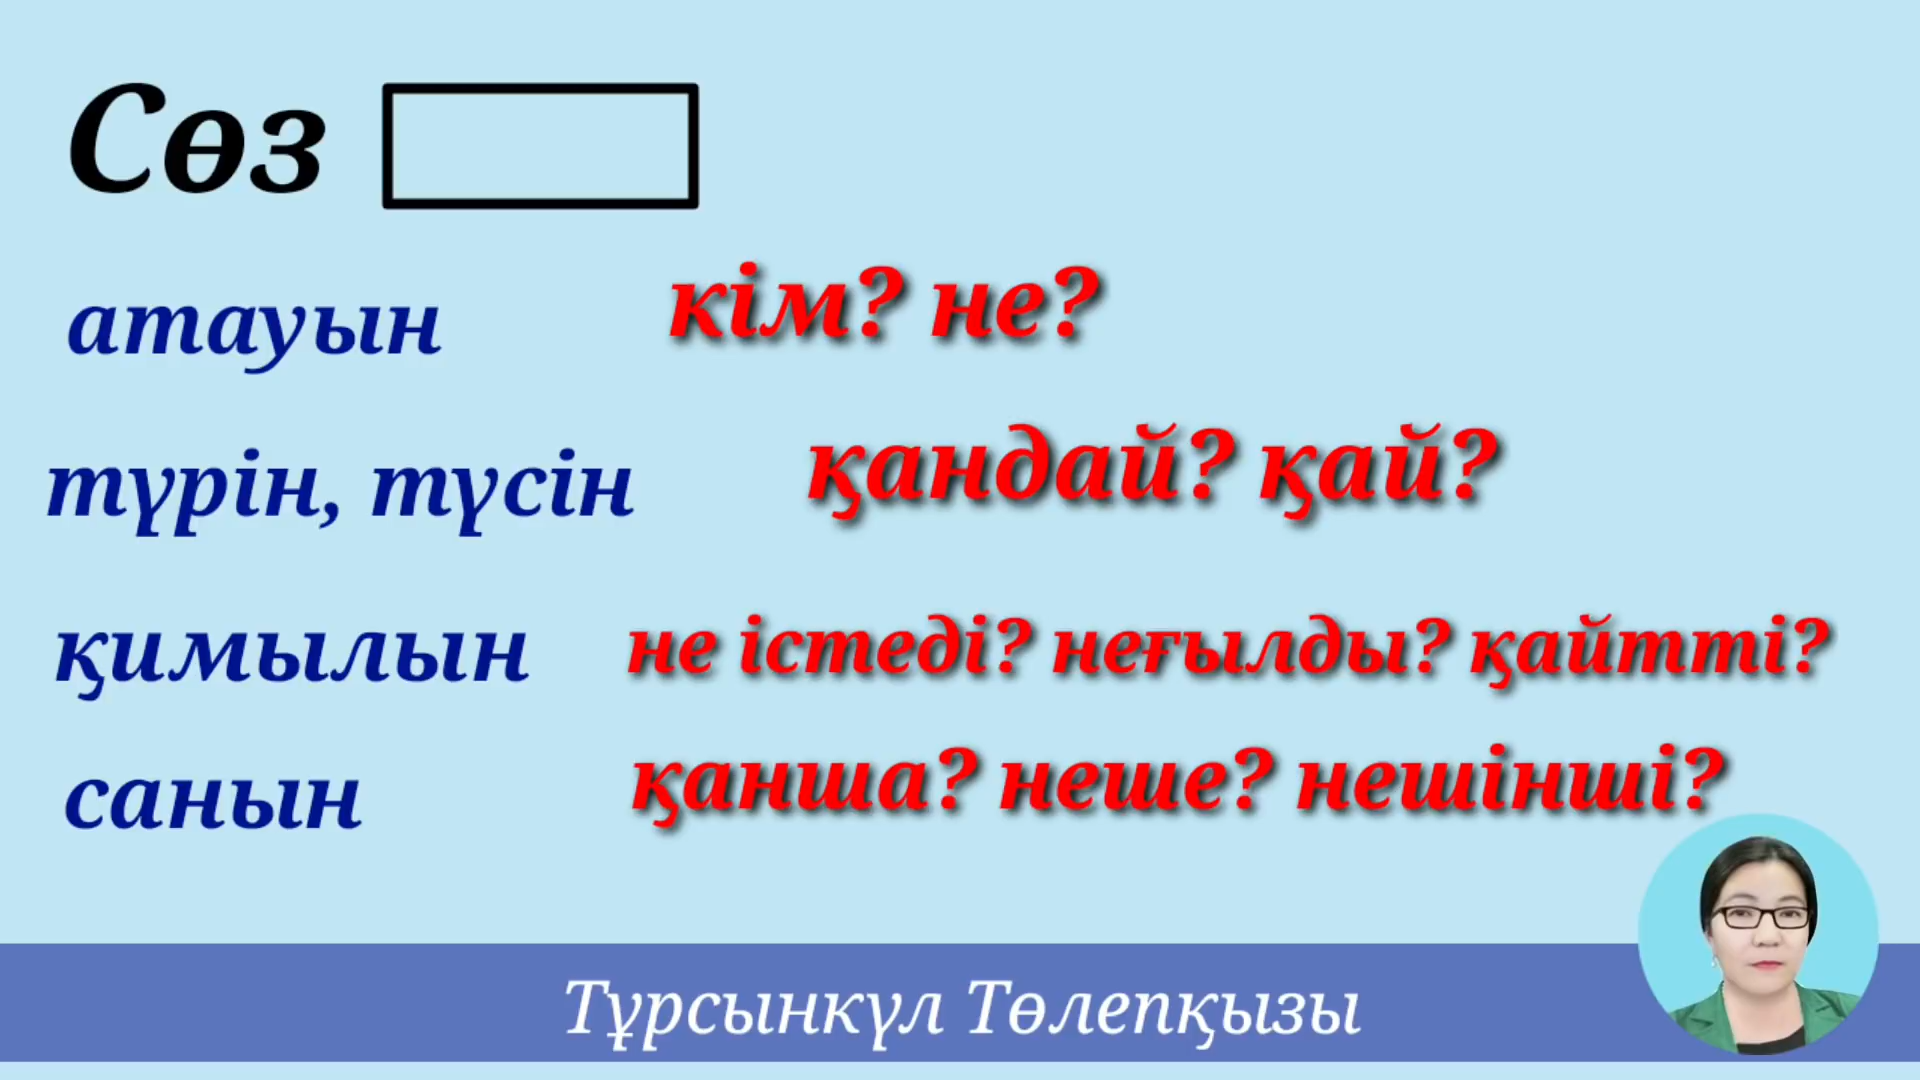 Сөз
атауын кім? не?
түрін, түсін қандай? қай?
қимылын не істеді? неғылды? қайтті?
санын қанша? неше? нешінші?
Тұрсынкүл Төлепқызы